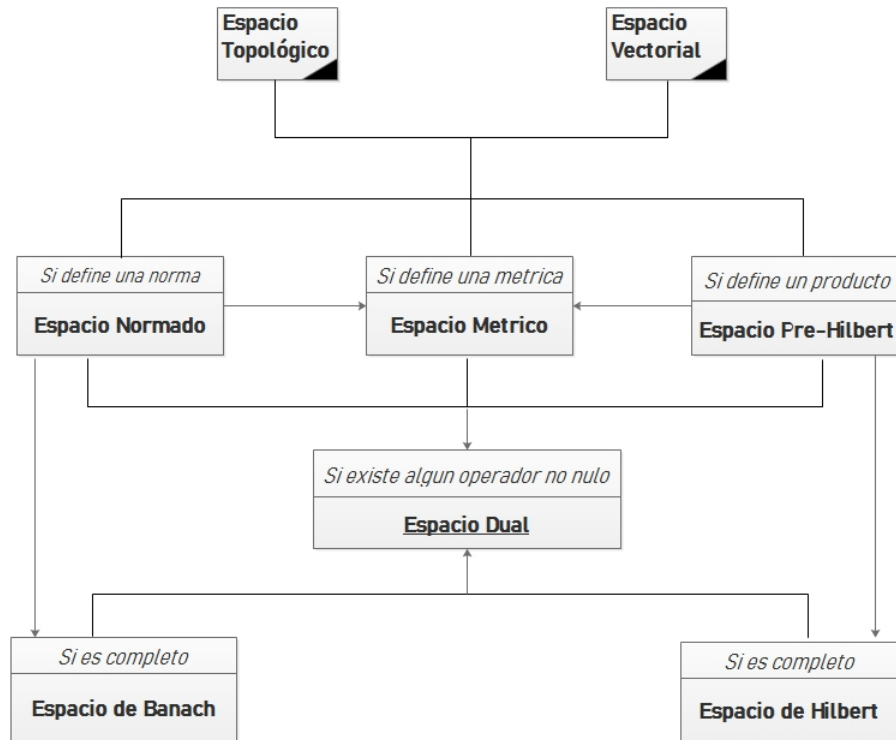 Espacio
Topológico
Espacio
Vectorial
Si define una norma
Espacio Normado
Si define una metrica
Espacio Metrico
Si define un producto
Espacio Pre-Hilbert
Si existe algun operador no nulo
Espacio Dual
Si es completo
Espacio de Banach
Si es completo
Espacio de Hilbert